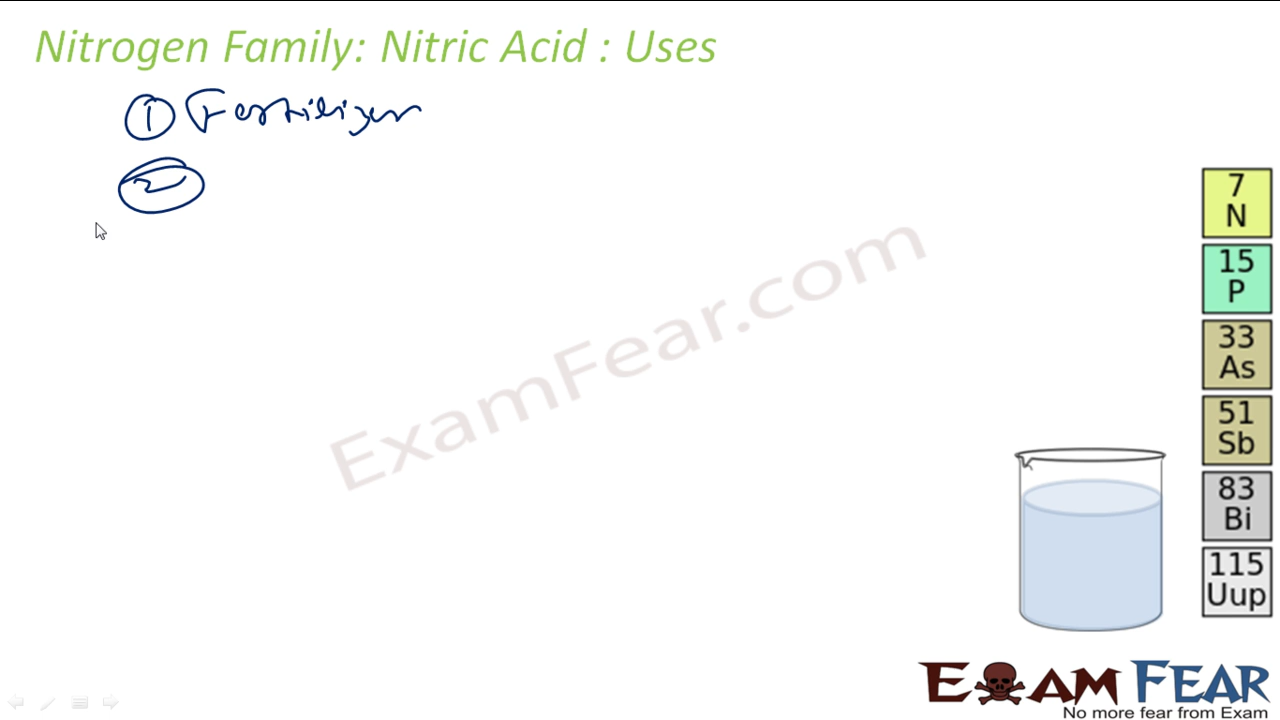 Nitrogen Family: Nitric Acid : Uses
① Fertilizer
②
ExamFear.com
7
N
15
P
33
As
51
Sb
83
Bi
115
Uup
EXAM FEAR
No more fear from Exam